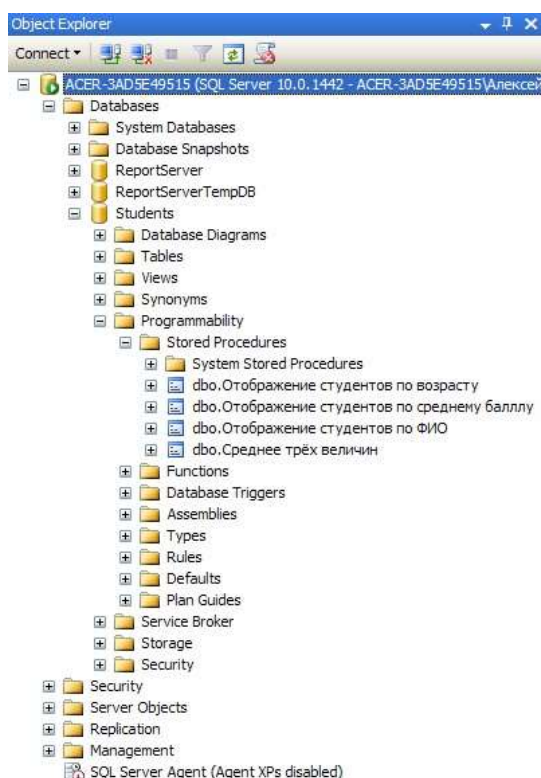 Object Explorer
Connect
ACER-3AD5E49515 (SQL Server 10.0.1442 - ACER-3AD5E49515\Алексей
Databases
System Databases
Database Snapshots
ReportServer
ReportServerTempDB
Students
Database Diagrams
Tables
Views
Synonyms
Programmability
Stored Procedures
System Stored Procedures
dbo.Отображение студентов по возрасту
dbo.Отображение студентов по среднему балллу
dbo.Отображение студентов по ФИО
dbo.Среднее трёх величин
Functions
Database Triggers
Assemblies
Types
Rules
Defaults
Plan Guides
Service Broker
Storage
Security
Security
Server Objects
Replication
Management
SQL Server Agent (Agent XPs disabled)